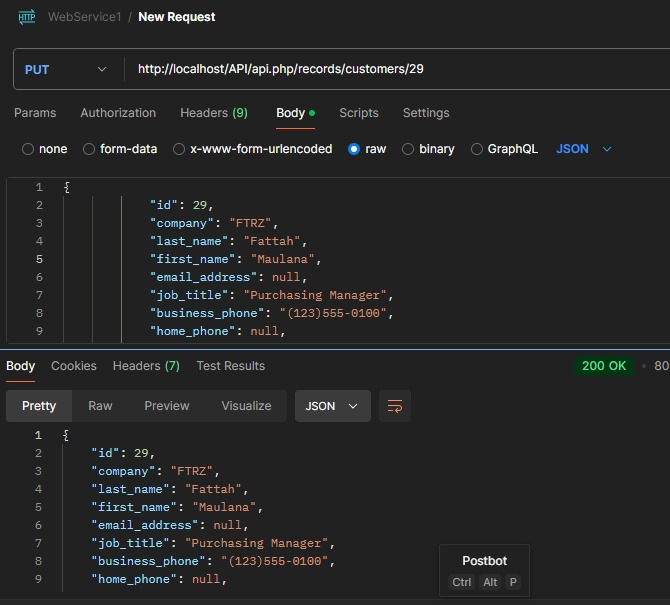 HTTP WebService1 / New Request
PUT http://localhost/API/api.php/records/customers/29
Params Authorization Headers (9) Body Scripts Settings
none form-data x-www-form-urlencoded raw binary GraphQL JSON
1 {
2 "id": 29,
3 "company": "FTRZ",
4 "last_name": "Fattah",
5 "first_name": "Maulana",
6 "email_address": null,
7 "job_title": "Purchasing Manager",
8 "business_phone": "(123)555-0100",
9 "home_phone": null,
Body Cookies Headers (7) Test Results 200 OK • 80
Pretty Raw Preview Visualize JSON
1 {
2 "id": 29,
3 "company": "FTRZ",
4 "last_name": "Fattah",
5 "first_name": "Maulana",
6 "email_address": null,
7 "job_title": "Purchasing Manager",
8 "business_phone": "(123)555-0100",
9 "home_phone": null,
Postbot
Ctrl Alt P